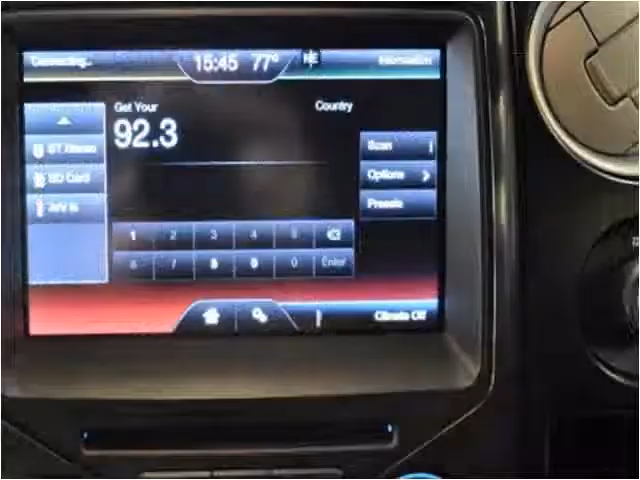 Connecting... 15:45 77° Information
Get Your Country
92.3
BT Stereo
SD Card
A/V In
Scan
Options >
Presets
1 2 3 4 5
6 7 8 9 0 Enter
Climate Off